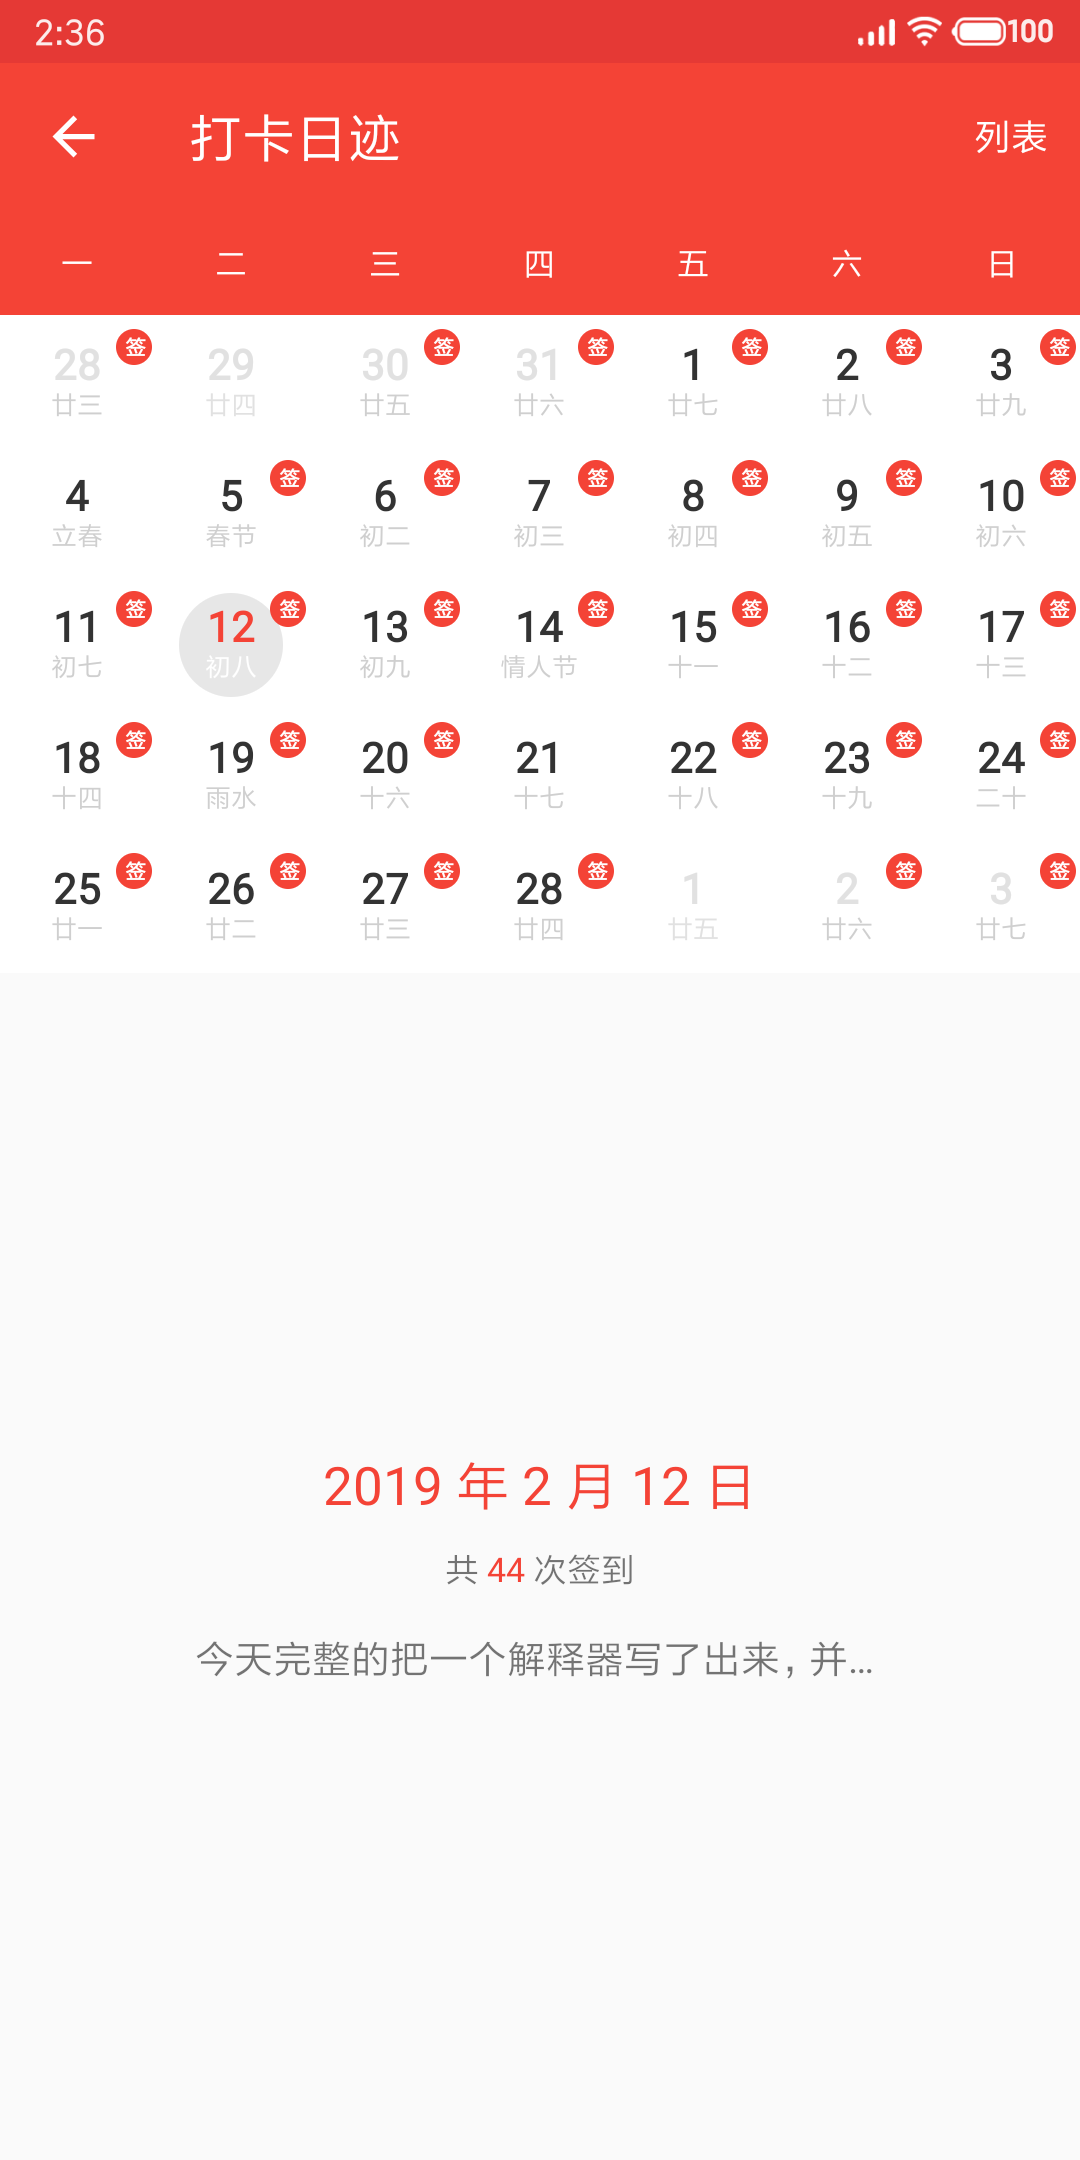 2:36 100
打卡日迹 列表
一 二 三 四 五 六 日
28 签 29 30 签 31 签 1 签 2 签 3 签
廿三 廿四 廿五 廿六 廿七 廿八 廿九
4 5 签 6 签 7 签 8 签 9 签 10 签
立春 春节 初二 初三 初四 初五 初六
11 签 12 签 13 签 14 签 15 签 16 签 17 签
初七 初八 初九 情人节 十一 十二 十三
18 签 19 签 20 签 21 22 签 23 签 24 签
十四 雨水 十六 十七 十八 十九 二十
25 签 26 签 27 签 28 签 1 2 签 3 签
廿一 廿二 廿三 廿四 廿五 廿六 廿七
2019 年 2 月 12 日
共 44 次签到
今天完整的把一个解释器写了出来，并...